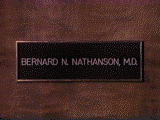 BERNARD N. NATHANSON, M.D.